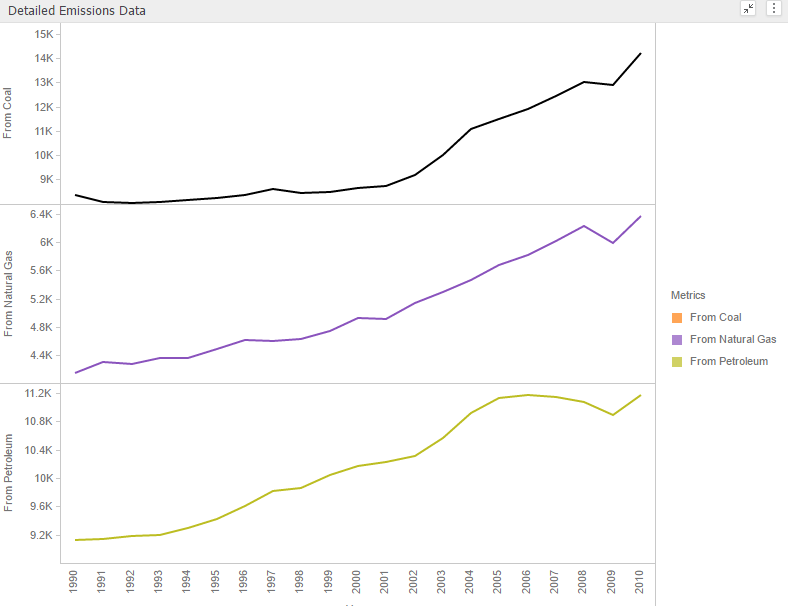 Detailed Emissions Data
From Coal
15K
14K
13K
12K
11K
10K
9K
From Natural Gas
6.4K
6K
5.6K
5.2K
4.8K
4.4K
From Petroleum
11.2K
10.8K
10.4K
10K
9.6K
9.2K
1990 1991 1992 1993 1994 1995 1996 1997 1998 1999 2000 2001 2002 2003 2004 2005 2006 2007 2008 2009 2010
Metrics
From Coal
From Natural Gas
From Petroleum